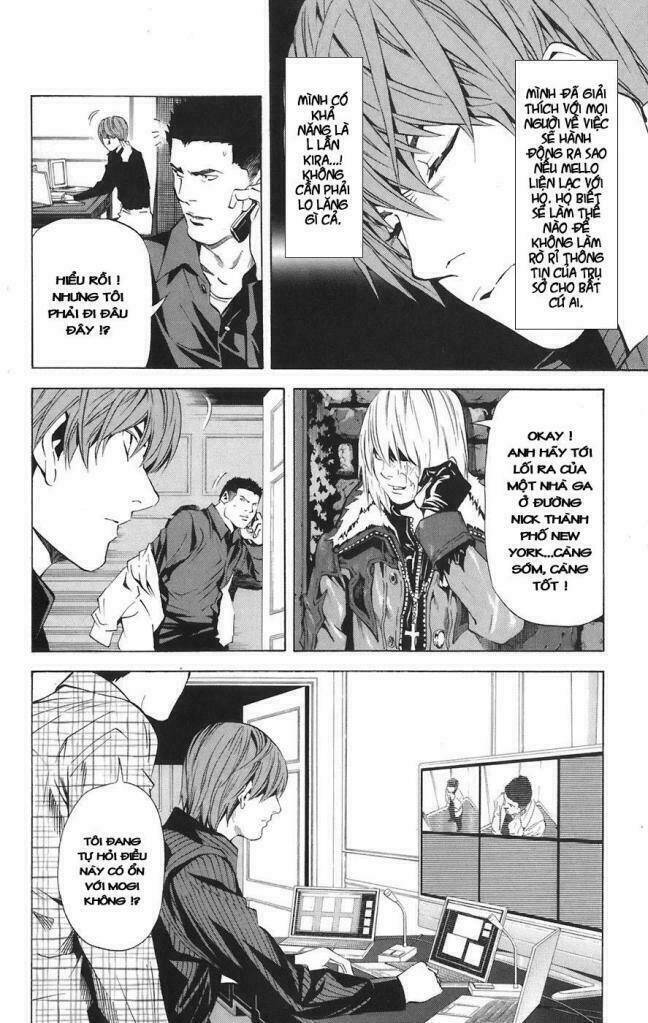 MÌNH ĐÃ GIẢI
THÍCH VỚI MỌI
NGƯỜI VỀ VIỆC
SẼ HÀNH
ĐỘNG RA SAO
NẾU MELLO
LIÊN LẠC VỚI
HỌ. HỌ BIẾT
SẼ LÀM THẾ
NÀO ĐỂ
KHÔNG LÀM
RÒ RỈ THÔNG
TIN CỦA TRỤ
SỞ CHO BẤT
CỨ AI.
MÌNH CÓ
KHẢ
NĂNG LÀ
L LẪN
KIRA...!
KHÔNG
CẦN PHẢI
LO LẮNG
GÌ CẢ.
HIỂU RỒI !
NHƯNG TÔI
PHẢI ĐI ĐÂU
ĐÂY !?
OKAY !
ANH HÃY TỚI
LỐI RA CỦA
MỘT NHÀ GA
Ở ĐƯỜNG
NICK THÀNH
PHỐ NEW
YORK...CÀNG
SỚM, CÀNG
TỐT !
TÔI ĐANG
TỰ HỎI ĐIỀU
NÀY CÓ ỔN
VỚI MOGI
KHÔNG !?